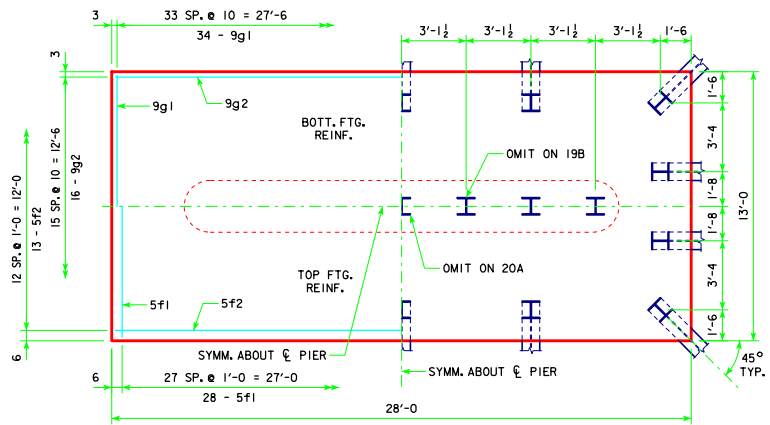 3
33 SP. @ 10 = 27'-6
34 - 9g1
3'-1½
3'-1½
3'-1½
3'-1½
1'-6
3
9g1
9g2
BOTT. FTG.
REINF.
1'-6
3'-4
OMIT ON 19B
1'-8
13'-0
12 SP. @ 1'-0 = 12'-0
13 - 5f2
15 SP. @ 10 = 12'-6
16 - 9g2
1'-8
OMIT ON 20A
TOP FTG.
REINF.
3'-4
5f1
5f2
1'-6
6
SYMM. ABOUT ℄ PIER
SYMM. ABOUT ℄ PIER
45°
TYP.
6
27 SP. @ 1'-0 = 27'-0
28 - 5f1
28'-0